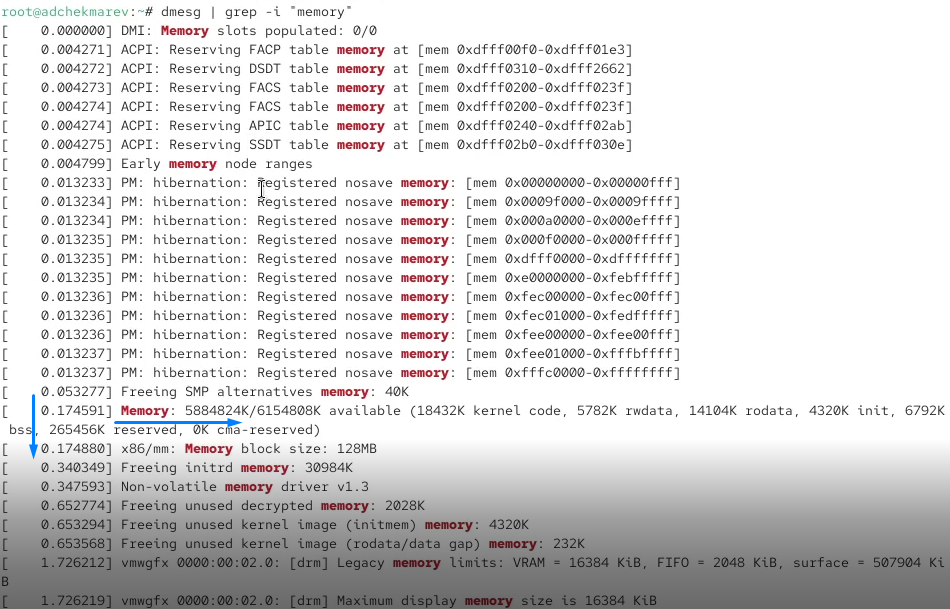 root@adchekmarev:~# dmesg | grep -i "memory"
[    0.000000] DMI: Memory slots populated: 0/0
[    0.004271] ACPI: Reserving FACP table memory at [mem 0xdfff00f0-0xdfff01e3]
[    0.004272] ACPI: Reserving DSDT table memory at [mem 0xdfff0310-0xdfff2662]
[    0.004273] ACPI: Reserving FACS table memory at [mem 0xdfff0200-0xdfff023f]
[    0.004274] ACPI: Reserving FACS table memory at [mem 0xdfff0200-0xdfff023f]
[    0.004274] ACPI: Reserving APIC table memory at [mem 0xdfff0240-0xdfff02ab]
[    0.004275] ACPI: Reserving SSDT table memory at [mem 0xdfff02b0-0xdfff030e]
[    0.004799] Early memory node ranges
[    0.013233] PM: hibernation: Registered nosave memory: [mem 0x00000000-0x00000fff]
[    0.013234] PM: hibernation: Registered nosave memory: [mem 0x0009f000-0x0009ffff]
[    0.013234] PM: hibernation: Registered nosave memory: [mem 0x000a0000-0x000effff]
[    0.013235] PM: hibernation: Registered nosave memory: [mem 0x000f0000-0x000fffff]
[    0.013235] PM: hibernation: Registered nosave memory: [mem 0xdfff0000-0xdfffffff]
[    0.013235] PM: hibernation: Registered nosave memory: [mem 0xe0000000-0xfebfffff]
[    0.013236] PM: hibernation: Registered nosave memory: [mem 0xfec00000-0xfec00fff]
[    0.013236] PM: hibernation: Registered nosave memory: [mem 0xfec01000-0xfedfffff]
[    0.013236] PM: hibernation: Registered nosave memory: [mem 0xfee00000-0xfee00fff]
[    0.013237] PM: hibernation: Registered nosave memory: [mem 0xfee01000-0xfffbffff]
[    0.013237] PM: hibernation: Registered nosave memory: [mem 0xfffc0000-0xffffffff]
[    0.053277] Freeing SMP alternatives memory: 40K
[    0.174591] Memory: 5884824K/6154808K available (18432K kernel code, 5782K rwdata, 14104K rodata, 4320K init, 6792K
 bss, 265456K reserved, 0K cma-reserved)
[    0.174880] x86/mm: Memory block size: 128MB
[    0.340349] Freeing initrd memory: 30984K
[    0.347593] Non-volatile memory driver v1.3
[    0.652774] Freeing unused decrypted memory: 2028K
[    0.653294] Freeing unused kernel image (initmem) memory: 4320K
[    0.653568] Freeing unused kernel image (rodata/data gap) memory: 232K
[    1.726212] vmwgfx 0000:00:02.0: [drm] Legacy memory limits: VRAM = 16384 KiB, FIFO = 2048 KiB, surface = 507904 Ki
B
[    1.726219] vmwgfx 0000:00:02.0: [drm] Maximum display memory size is 16384 KiB